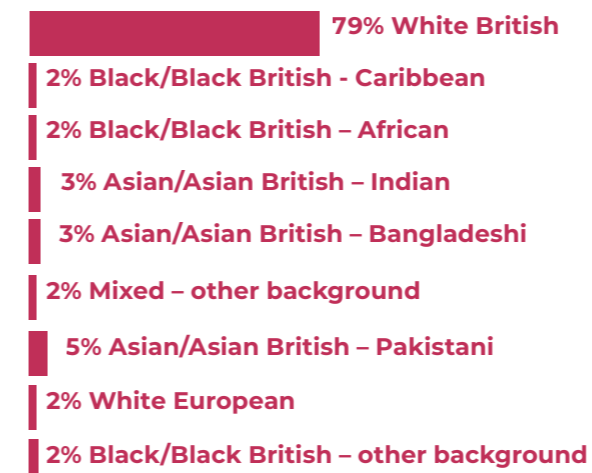 79% White British
2% Black/Black British - Caribbean
2% Black/Black British – African
3% Asian/Asian British – Indian
3% Asian/Asian British – Bangladeshi
2% Mixed – other background
5% Asian/Asian British – Pakistani
2% White European
2% Black/Black British – other background